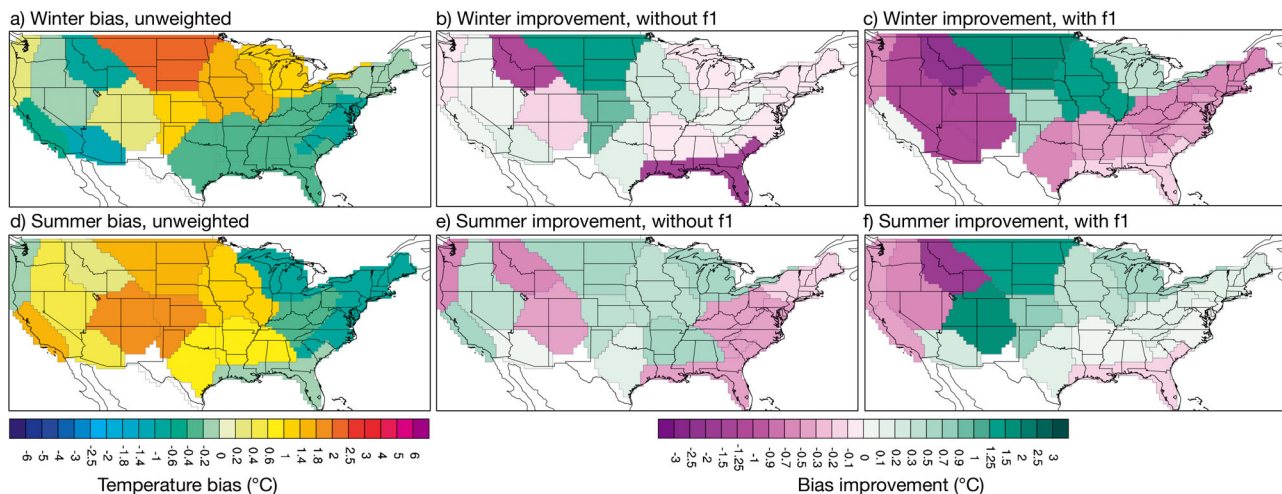 a) Winter bias, unweighted
b) Winter improvement, without f1
c) Winter improvement, with f1
d) Summer bias, unweighted
e) Summer improvement, without f1
f) Summer improvement, with f1
-6 -5 -4 -3 -2.5 -2 -1.8 -1.4 -1 -0.6 -0.4 -0.2 0 0.2 0.4 0.6 1 1.4 1.8 2.5 3 4 5 6
Temperature bias (°C)
-3 -2.5 -2 -1.5 -1.25 -1 -0.9 -0.7 -0.5 -0.3 -0.2 -0.1 0 0.1 0.3 0.5 0.7 0.9 1 1.25 1.5 2 2.5 3
Bias improvement (°C)